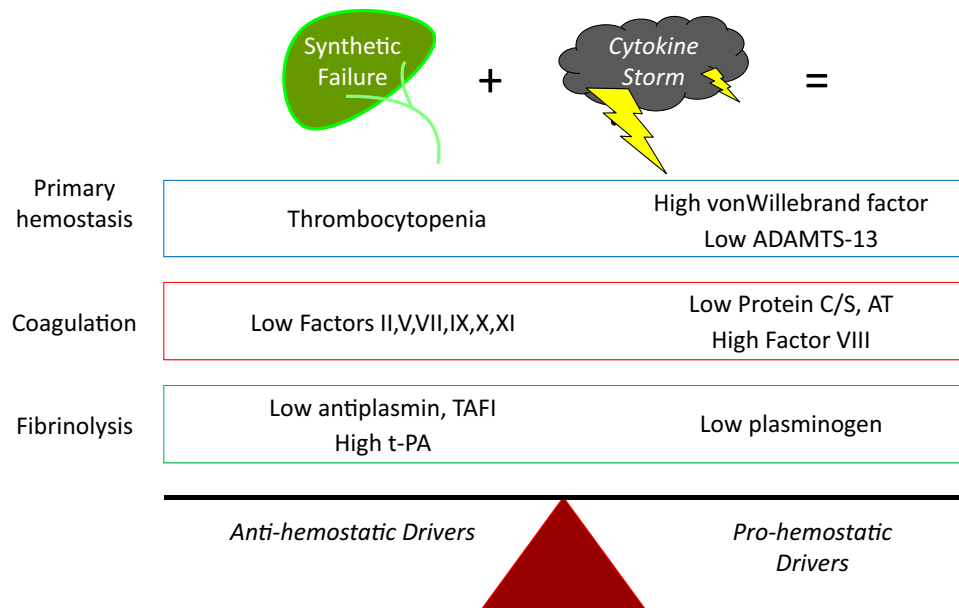 Synthetic
Failure
+
Cytokine
Storm
=
Primary
hemostasis
Thrombocytopenia
High vonWillebrand factor
Low ADAMTS-13
Coagulation
Low Factors II,V,VII,IX,X,XI
Low Protein C/S, AT
High Factor VIII
Fibrinolysis
Low antiplasmin, TAFI
High t-PA
Low plasminogen
Anti-hemostatic Drivers
Pro-hemostatic
Drivers